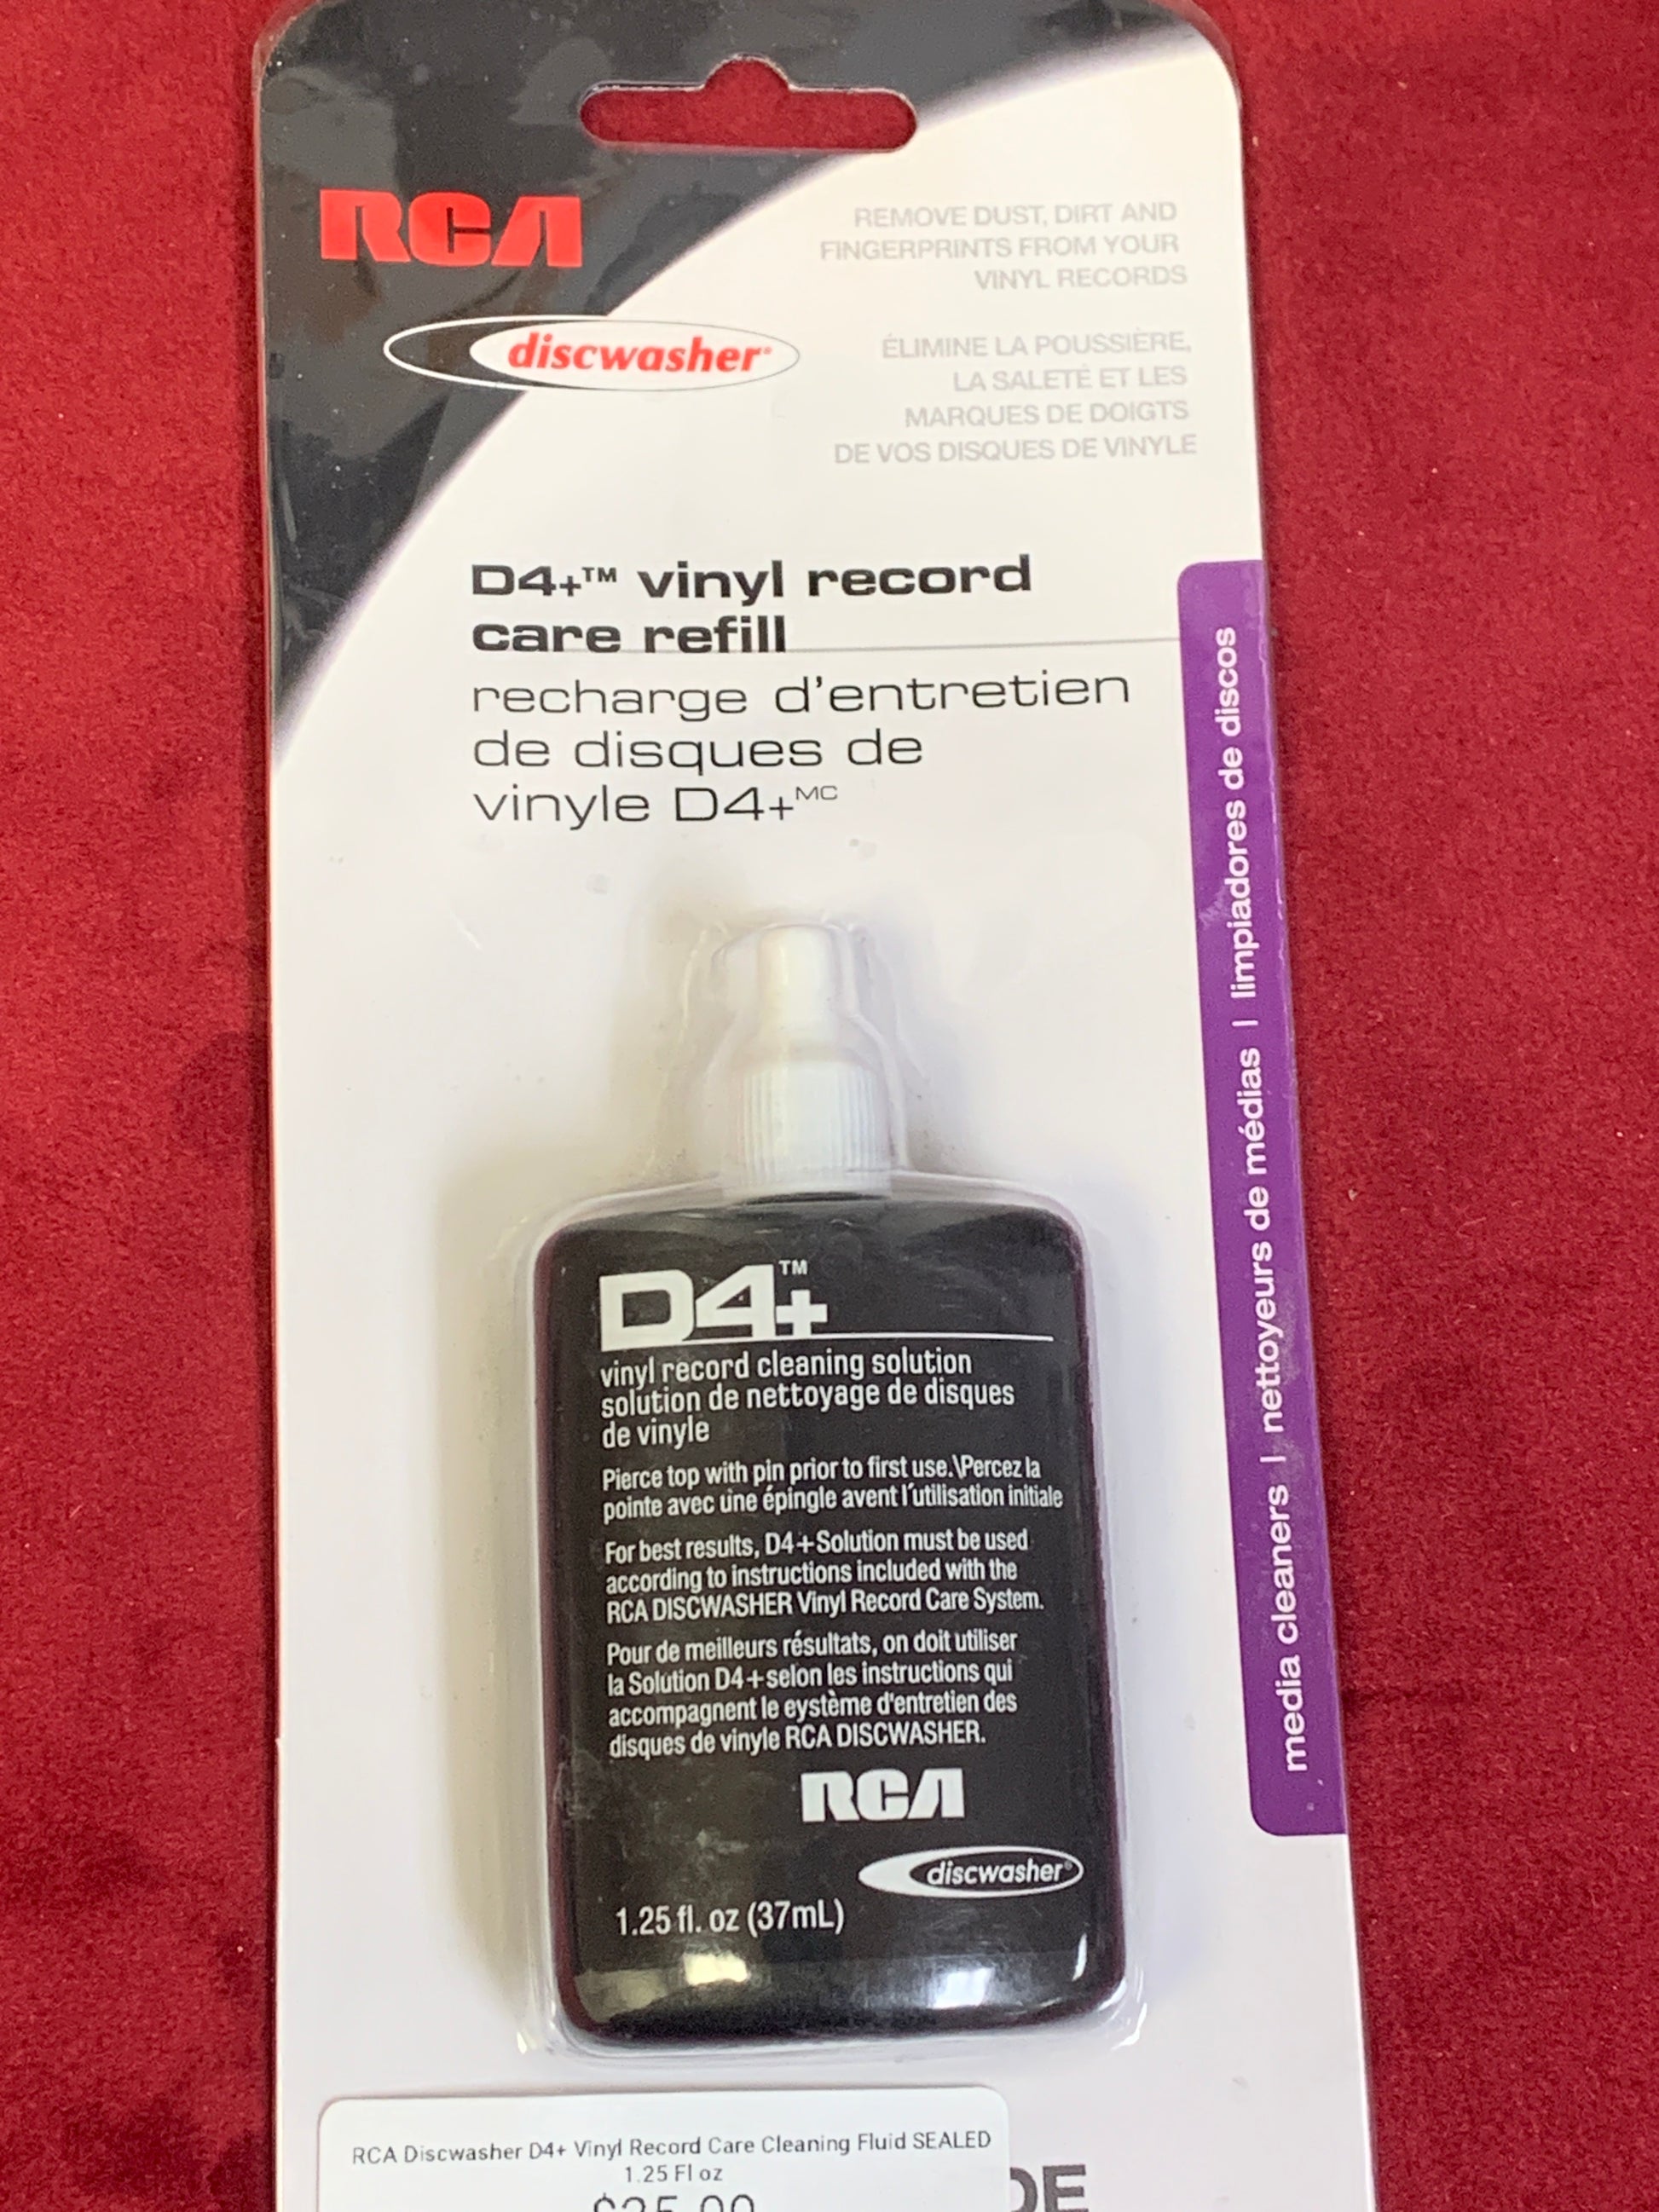 RCA
discwasher®
REMOVE DUST, DIRT AND
FINGERPRINTS FROM YOUR
VINYL RECORDS
ÉLIMINE LA POUSSIÈRE,
LA SALETÉ ET LES
MARQUES DE DOIGTS
DE VOS DISQUES DE VINYLE
D4+™ vinyl record
care refill
recharge d'entretien
de disques de
vinyle D4+MC
media cleaners | nettoyeurs de médias | limpiadores de discos
D4+™
vinyl record cleaning solution
solution de nettoyage de disques
de vinyle
Pierce top with pin prior to first use.\Percez la
pointe avec une épingle avent l'utilisation initiale
For best results, D4+Solution must be used
according to instructions included with the
RCA DISCWASHER Vinyl Record Care System.
Pour de meilleurs résultats, on doit utiliser
la Solution D4+selon les instructions qui
accompagnent le eystème d'entretien des
disques de vinyle RCA DISCWASHER.
RCA
discwasher®
1.25 fl. oz (37mL)
RCA Discwasher D4+ Vinyl Record Care Cleaning Fluid SEALED
1.25 Fl oz